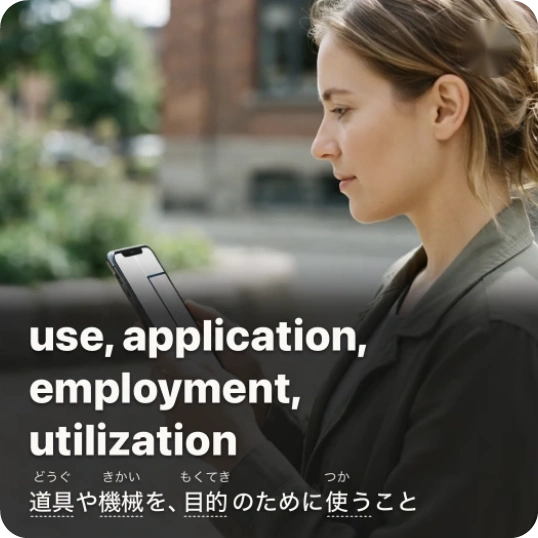 use, application,
employment,
utilization
どうぐ きかい もくてき つか
道具や機械を、目的のために使うこと